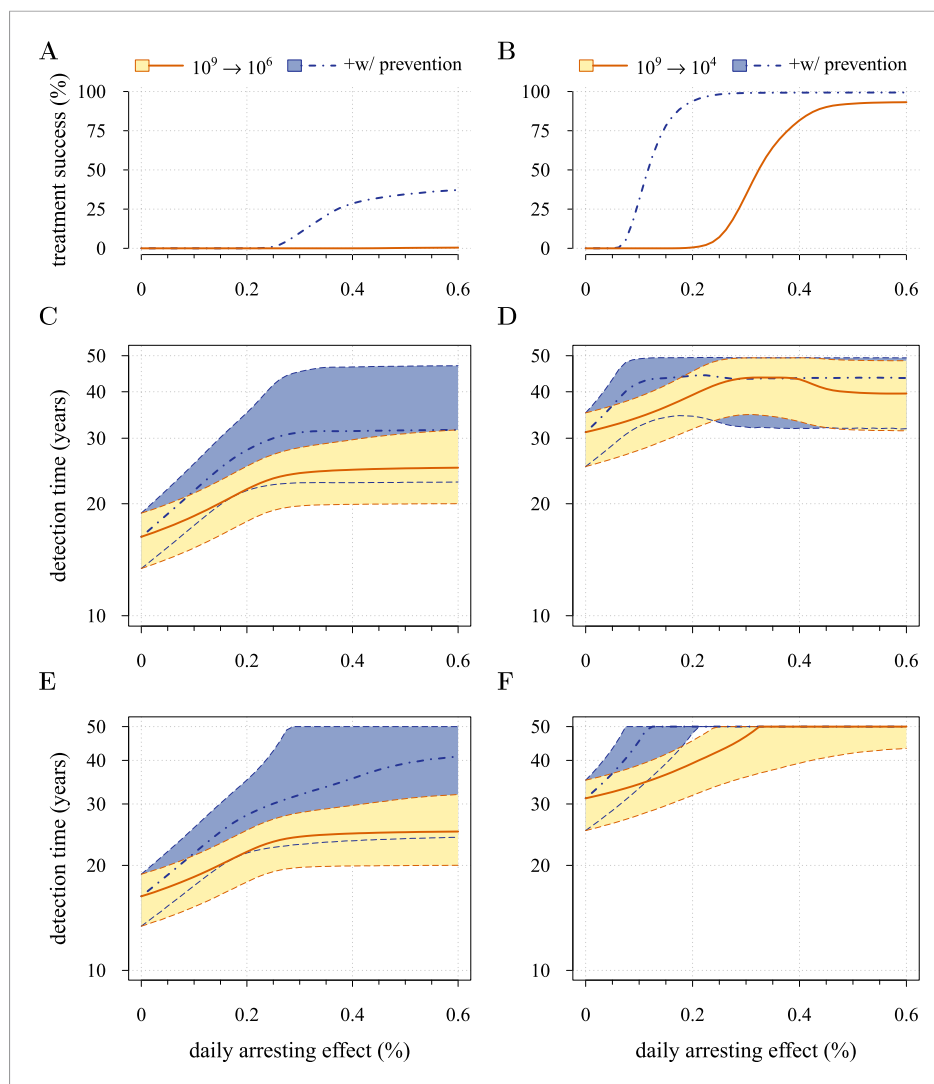 A
B
10⁹ → 10⁶ +w/ prevention
10⁹ → 10⁴ +w/ prevention
treatment success (%)
100
75
50
25
0
0 0.2 0.4 0.6
100
75
50
25
0
0 0.2 0.4 0.6
C
D
detection time (years)
50
40
30
20
10
0 0.2 0.4 0.6
50
40
30
20
10
0 0.2 0.4 0.6
E
F
detection time (years)
50
40
30
20
10
0 0.2 0.4 0.6
daily arresting effect (%)
50
40
30
20
10
0 0.2 0.4 0.6
daily arresting effect (%)